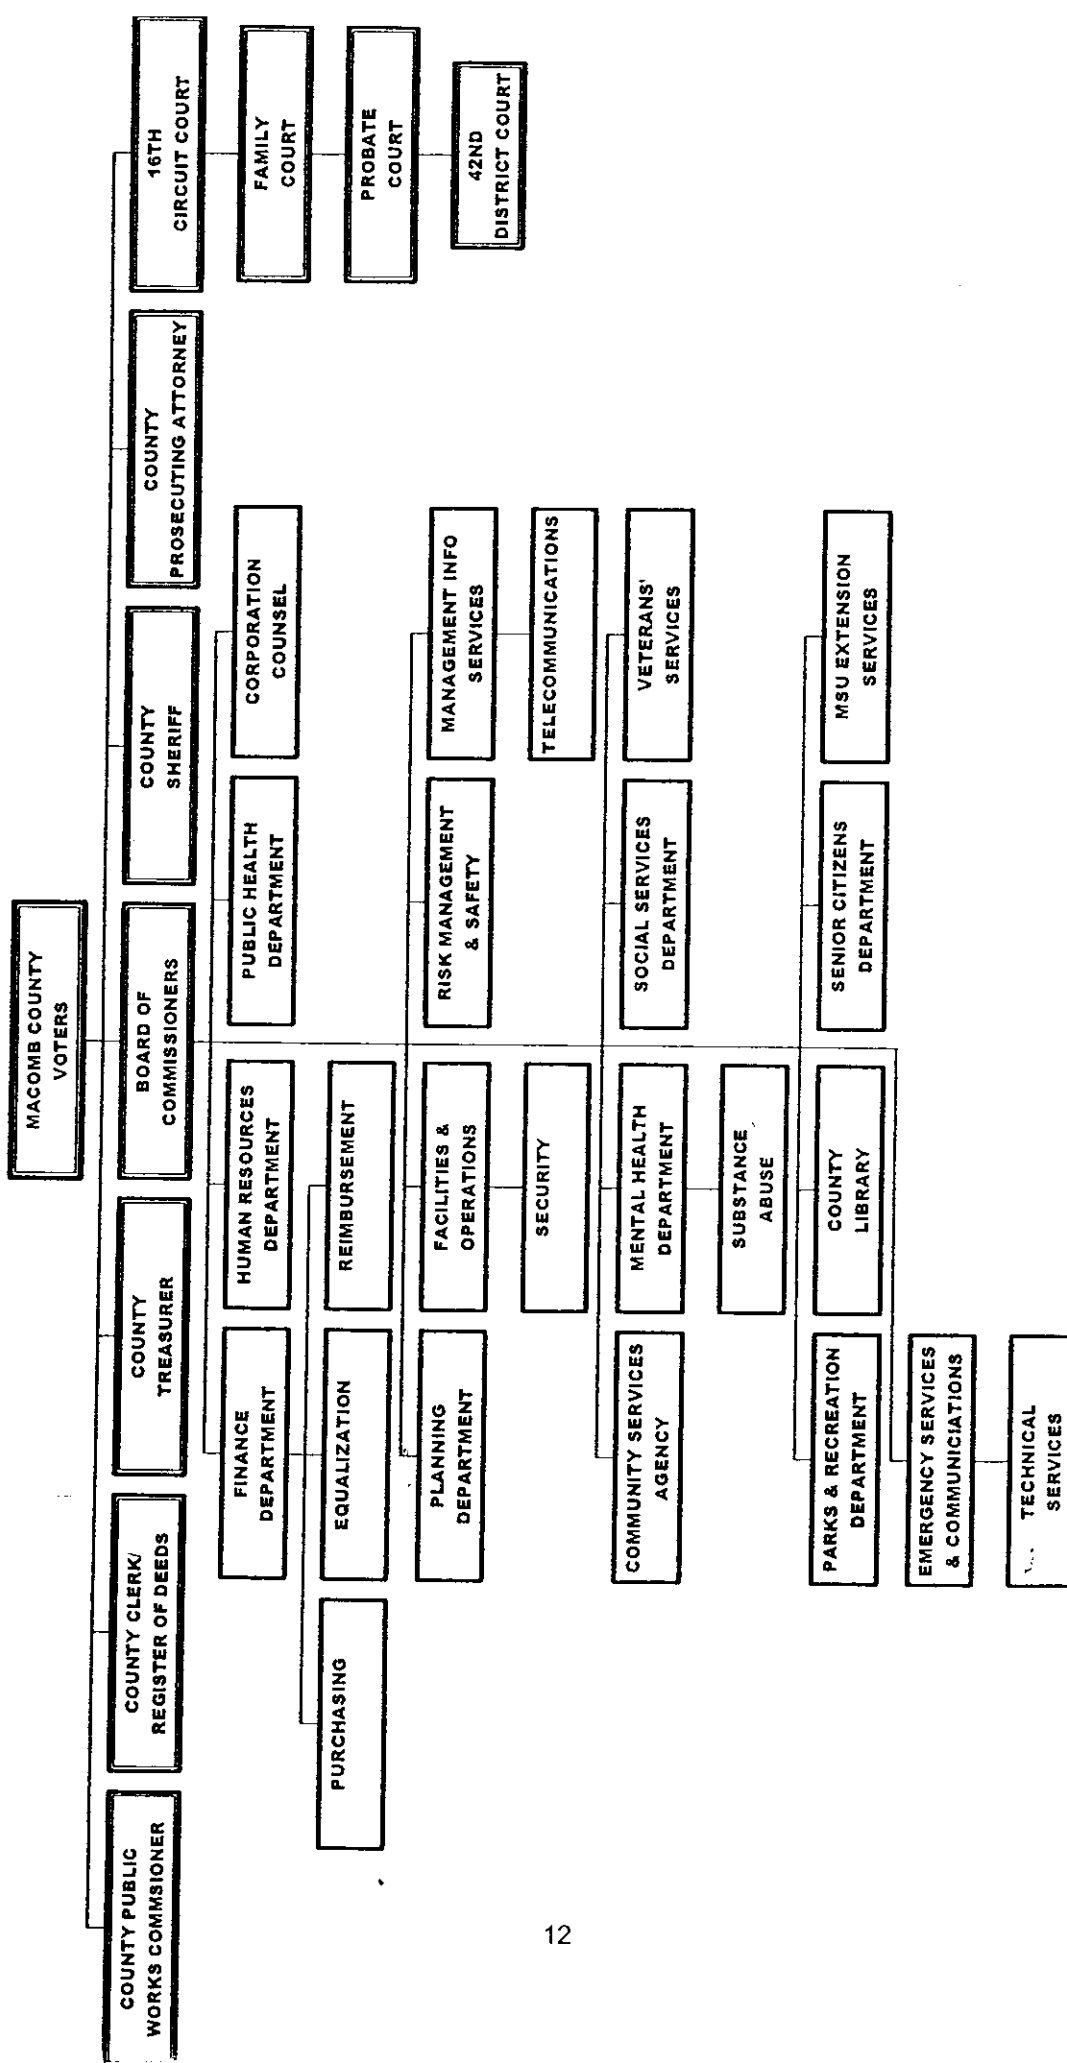 MACOMB COUNTY
VOTERS
COUNTY PUBLIC
WORKS COMMSIONER
COUNTY CLERK/
REGISTER OF DEEDS
COUNTY
TREASURER
BOARD OF
COMMISSIONERS
COUNTY
SHERIFF
COUNTY
PROSECUTING ATTORNEY
16TH
CIRCUIT COURT
FAMILY
COURT
PROBATE
COURT
42ND
DISTRICT COURT
FINANCE
DEPARTMENT
HUMAN RESOURCES
DEPARTMENT
PUBLIC HEALTH
DEPARTMENT
CORPORATION
COUNSEL
PURCHASING
EQUALIZATION
REIMBURSEMENT
PLANNING
DEPARTMENT
FACILITIES &
OPERATIONS
RISK MANAGEMENT
& SAFETY
MANAGEMENT INFO
SERVICES
SECURITY
TELECOMMUNICATIONS
COMMUNITY SERVICES
AGENCY
MENTAL HEALTH
DEPARTMENT
SOCIAL SERVICES
DEPARTMENT
VETERANS'
SERVICES
SUBSTANCE
ABUSE
PARKS & RECREATION
DEPARTMENT
COUNTY
LIBRARY
SENIOR CITIZENS
DEPARTMENT
MSU EXTENSION
SERVICES
EMERGENCY SERVICES
& COMMUNICIATIONS
TECHNICAL
SERVICES
12